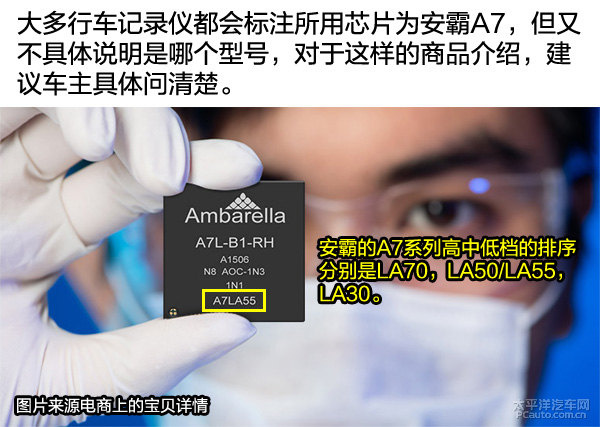 大多行车记录仪都会标注所用芯片为安霸A7，但又
不具体说明是哪个型号，对于这样的商品介绍，建
议车主具体问清楚。
Ambarella
A7L-B1-RH
A1506
N8 AOC-1N3
1N1
A7LA55
安霸的A7系列高中低档的排序
分别是LA70，LA50/LA55，
LA30。
图片来源电商上的宝贝详情
太平洋汽车网
PCauto.com.cn